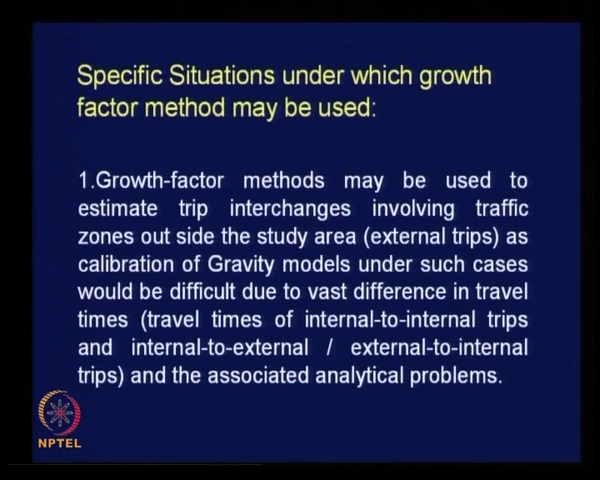 Specific Situations under which growth
factor method may be used:
1.Growth-factor methods may be used to
estimate trip interchanges involving traffic
zones out side the study area (external trips) as
calibration of Gravity models under such cases
would be difficult due to vast difference in travel
times (travel times of internal-to-internal trips
and internal-to-external / external-to-internal
trips) and the associated analytical problems.
NPTEL